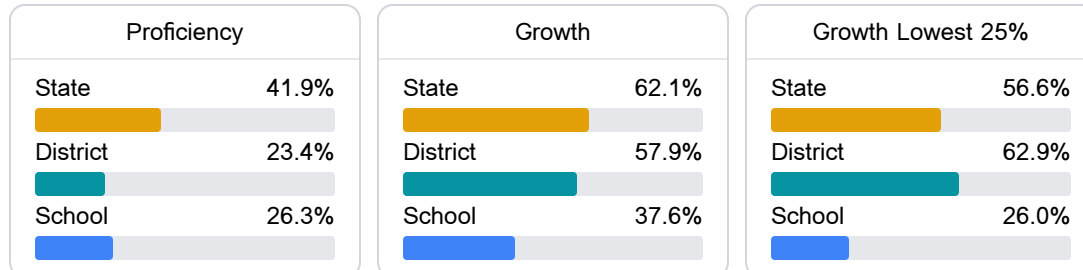 Proficiency
State 41.9%
District 23.4%
School 26.3%
Growth
State 62.1%
District 57.9%
School 37.6%
Growth Lowest 25%
State 56.6%
District 62.9%
School 26.0%